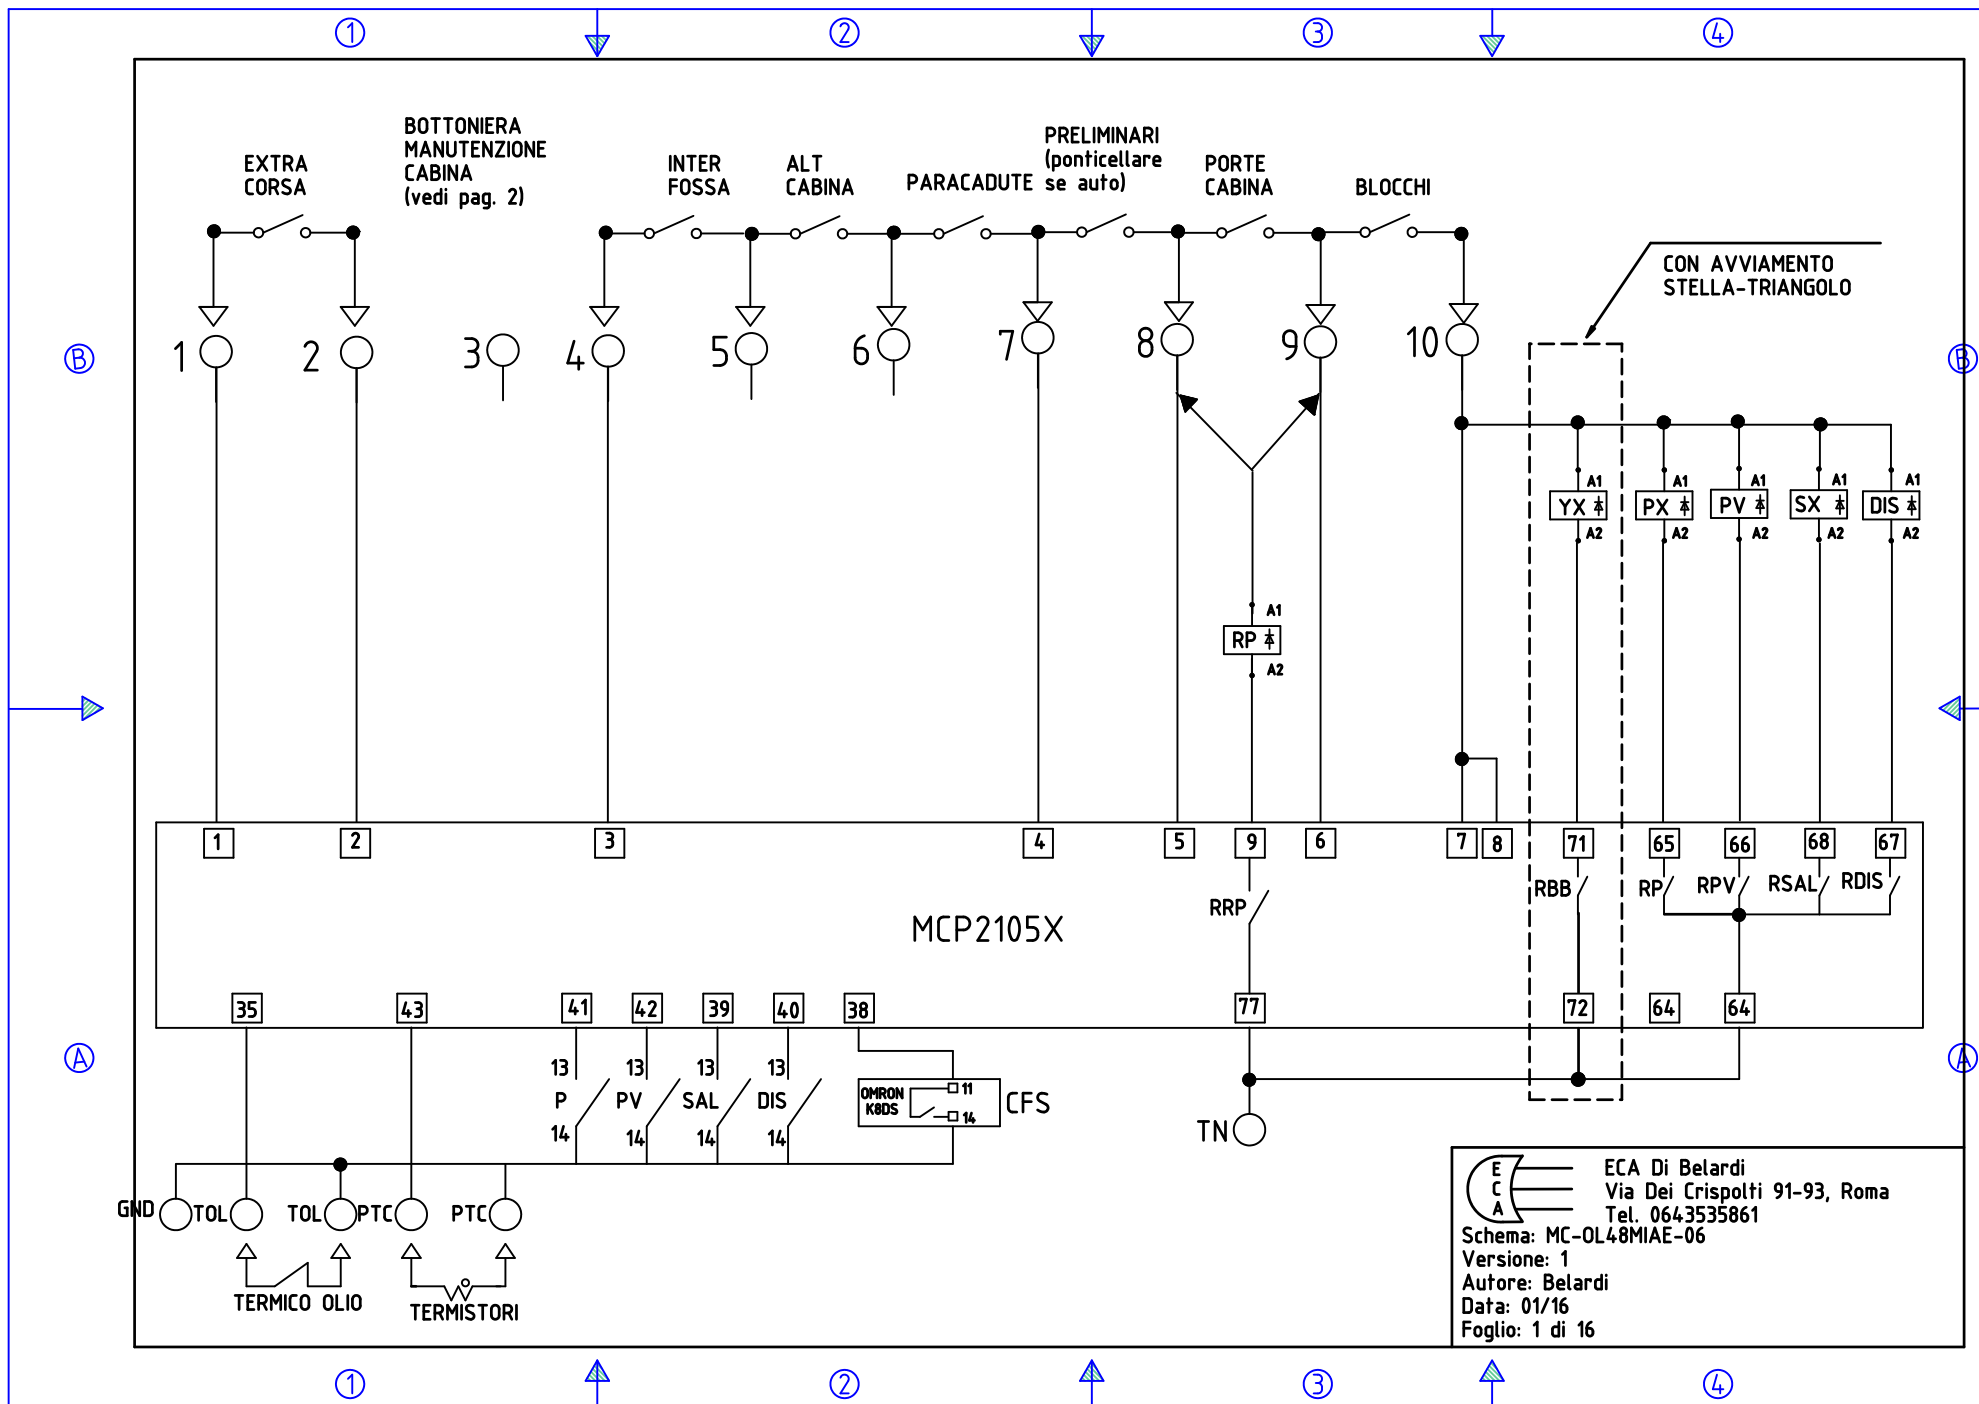 1
2
3
4
EXTRA
CORSA
BOTTONIERA
MANUTENZIONE
CABINA
(vedi pag. 2)
INTER
FOSSA
ALT
CABINA
PARACADUTE
PRELIMINARI
(ponticellare
se auto)
PORTE
CABINA
BLOCCHI
CON AVVIAMENTO
STELLA-TRIANGOLO
B
B
1
2
3
4
5
6
7
8
9
10
A1
YX
A2
A1
PX
A2
A1
PV
A2
A1
SX
A2
A1
DIS
A2
A1
RP
A2
1
2
3
4
5
9
6
7
8
71
65
66
68
67
RRP
RBB
RP
RPV
RSAL
RDIS
MCP2105X
35
43
41
42
39
40
38
77
72
64
64
A
A
13
P
14
13
PV
14
13
SAL
14
13
DIS
14
OMRON
K8DS
11
14
CFS
TN
GND
TOL
TOL
PTC
PTC
TERMICO OLIO
TERMISTORI
E
C
A
ECA Di Belardi
Via Dei Crispolti 91-93, Roma
Tel. 0643535861
Schema: MC-OL48MIAE-06
Versione: 1
Autore: Belardi
Data: 01/16
Foglio: 1 di 16
1
2
3
4